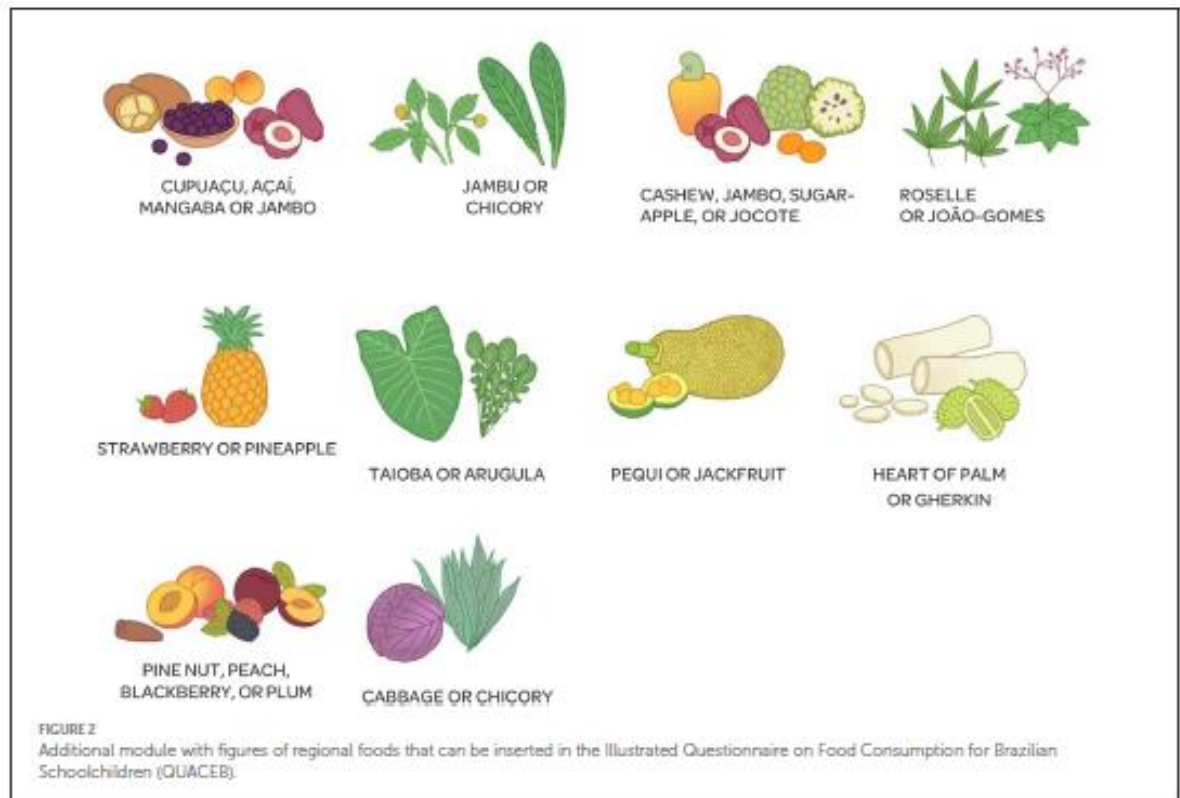 CUPUAÇU, AÇAÍ,
MANGABA OR JAMBO
JAMBU OR
CHICORY
CASHEW, JAMBO, SUGAR-
APPLE, OR JOCOTE
ROSELLE
OR JOÃO-GOMES
STRAWBERRY OR PINEAPPLE
TAIOBA OR ARUGULA
PEQUI OR JACKFRUIT
HEART OF PALM
OR GHERKIN
PINE NUT, PEACH,
BLACKBERRY, OR PLUM
CABBAGE OR CHICORY
FIGURE 2
Additional module with figures of regional foods that can be inserted in the Illustrated Questionnaire on Food Consumption for Brazilian
Schoolchildren (QUACEB).